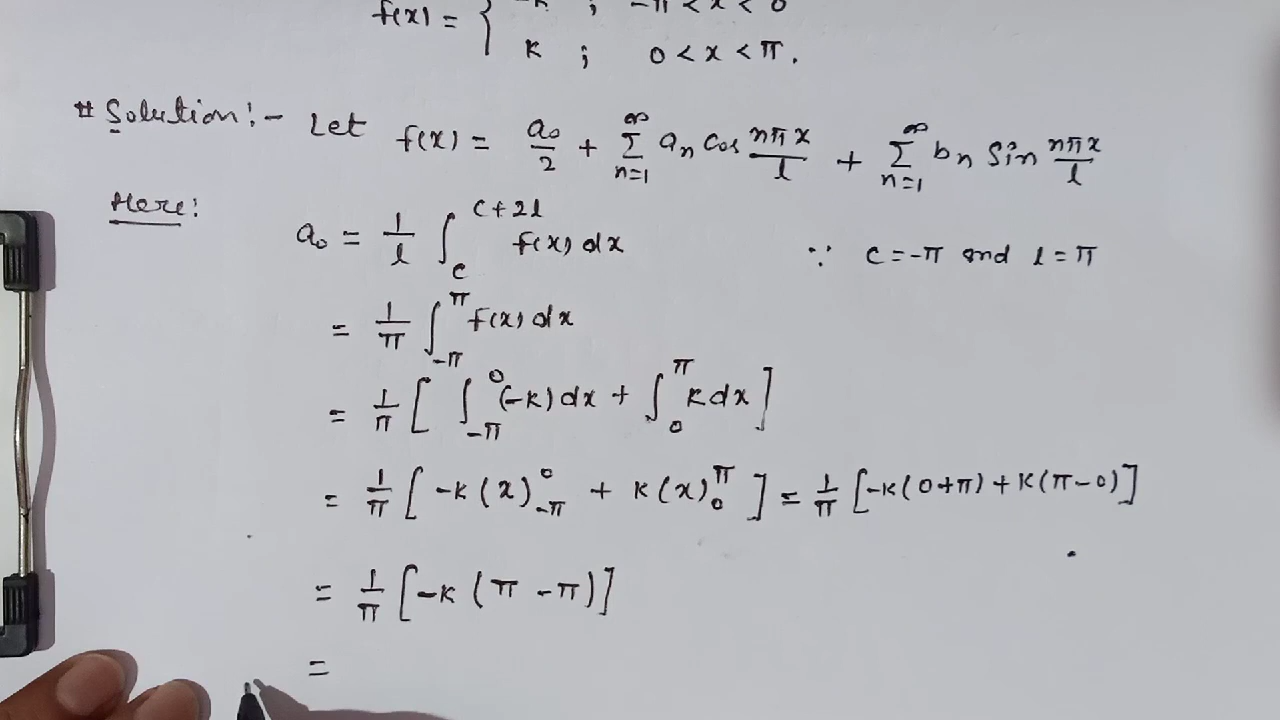 f(x) = { -k ; -π < x < 0
k ; 0 < x < π.
# Solution:- Let f(x) = a₀/2 + Σ_{n=1}^{∞} aₙ cos nπx/l + Σ_{n=1}^{∞} bₙ sin nπx/l
Here:
a₀ = 1/l ∫_{c}^{c+2l} f(x) dx ∵ c = -π and l = π
= 1/π ∫_{-π}^{π} f(x) dx
= 1/π [ ∫_{-π}^{0} (-k) dx + ∫_{0}^{π} k dx ]
= 1/π [ -k (x)_{-π}^{0} + k (x)_{0}^{π} ] = 1/π [-k (0+π) + k (π-0)]
= 1/π [-k (π - π)]
=